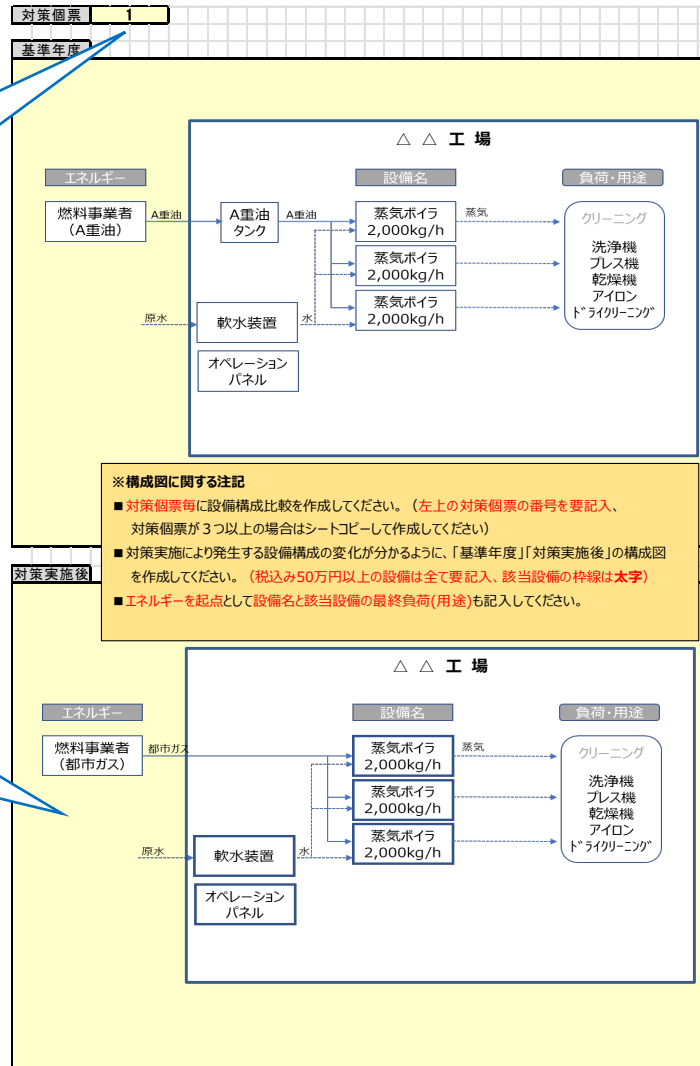 対策個票 1
基準年度
△ △ 工 場
エネルギー 設備名 負荷・用途
燃料事業者
（A重油）
A重油
A重油
タンク
A重油
蒸気ボイラ
2,000kg/h
蒸気
蒸気ボイラ
2,000kg/h
蒸気ボイラ
2,000kg/h
クリーニング
洗浄機
プレス機
乾燥機
アイロン
ﾄﾞﾗｲｸﾘｰﾆﾝｸﾞ
原水
軟水装置
水
オペレーション
パネル
※構成図に関する注記
■対策個票毎に設備構成比較を作成してください。（左上の対策個票の番号を要記入、
対策個票が３つ以上の場合はシートコピーして作成してください）
■対策実施により発生する設備構成の変化が分かるように、「基準年度」「対策実施後」の構成図
を作成してください。（税込み50万円以上の設備は全て要記入、該当設備の枠線は太字）
■エネルギーを起点として設備名と該当設備の最終負荷(用途)も記入してください。
対策実施後
△ △ 工 場
エネルギー 設備名 負荷・用途
燃料事業者
（都市ガス）
都市ガス
蒸気ボイラ
2,000kg/h
蒸気
蒸気ボイラ
2,000kg/h
蒸気ボイラ
2,000kg/h
クリーニング
洗浄機
プレス機
乾燥機
アイロン
ﾄﾞﾗｲｸﾘｰﾆﾝｸﾞ
原水
軟水装置
水
オペレーション
パネル